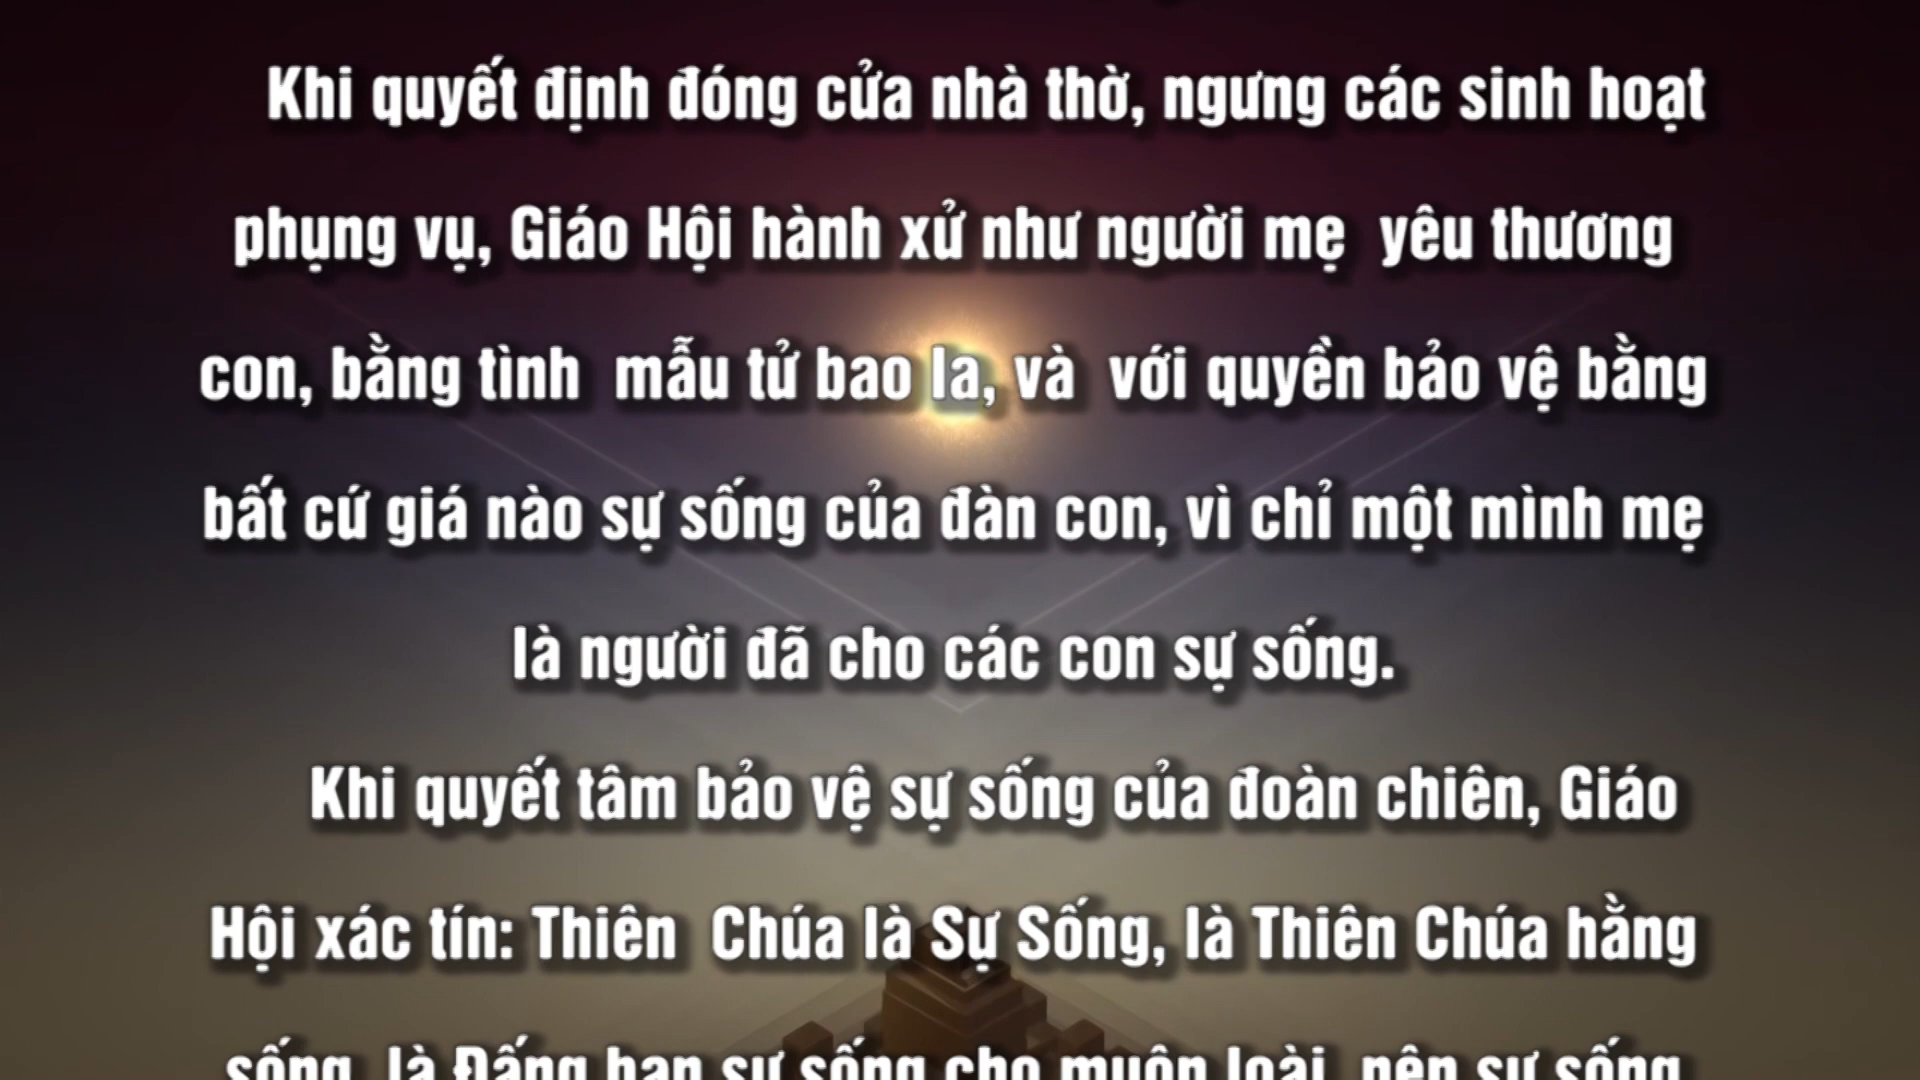 Khi quyết định đóng cửa nhà thờ, ngưng các sinh hoạt
phụng vụ, Giáo Hội hành xử như người mẹ yêu thương
con, bằng tình mẫu tử bao la, và với quyền bảo vệ bằng
bất cứ giá nào sự sống của đàn con, vì chỉ một mình mẹ
là người đã cho các con sự sống.
Khi quyết tâm bảo vệ sự sống của đoàn chiên, Giáo
Hội xác tín: Thiên Chúa là Sự Sống, là Thiên Chúa hằng
sống, là Đấng ban sự sống cho muôn loài, nên sự sống